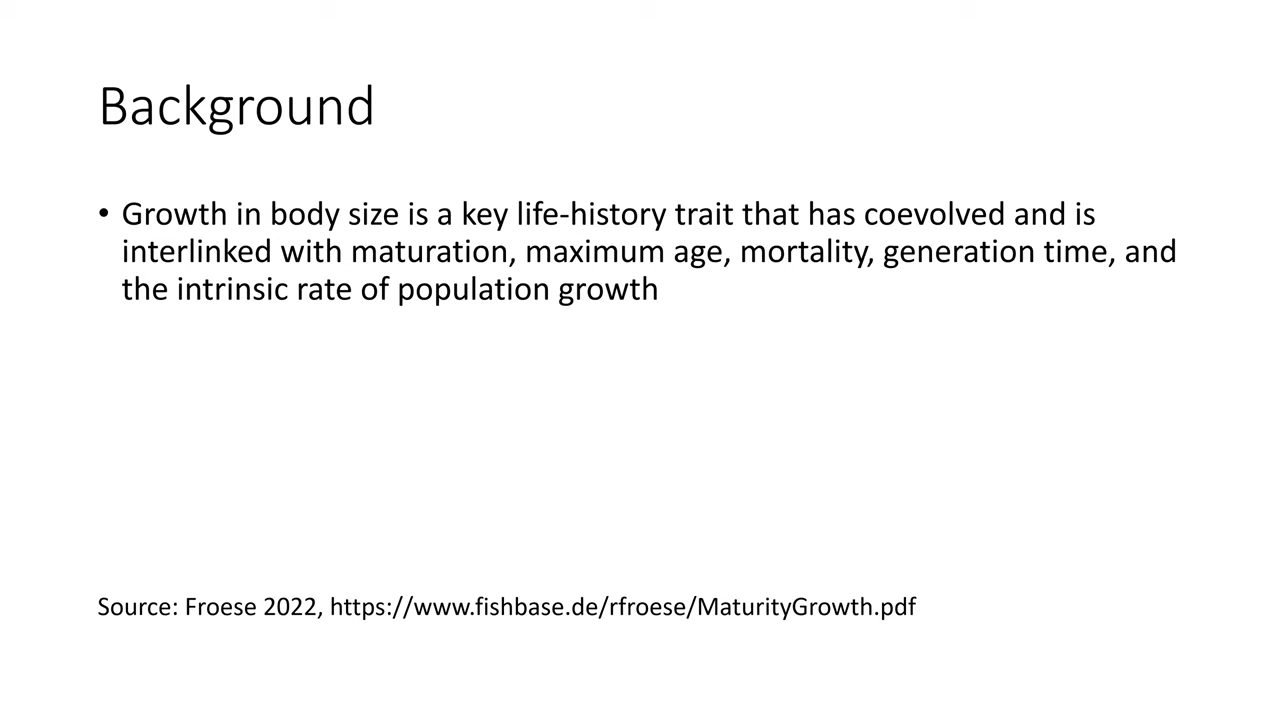 Background
• Growth in body size is a key life-history trait that has coevolved and is
interlinked with maturation, maximum age, mortality, generation time, and
the intrinsic rate of population growth
Source: Froese 2022, https://www.fishbase.de/rfroese/MaturityGrowth.pdf